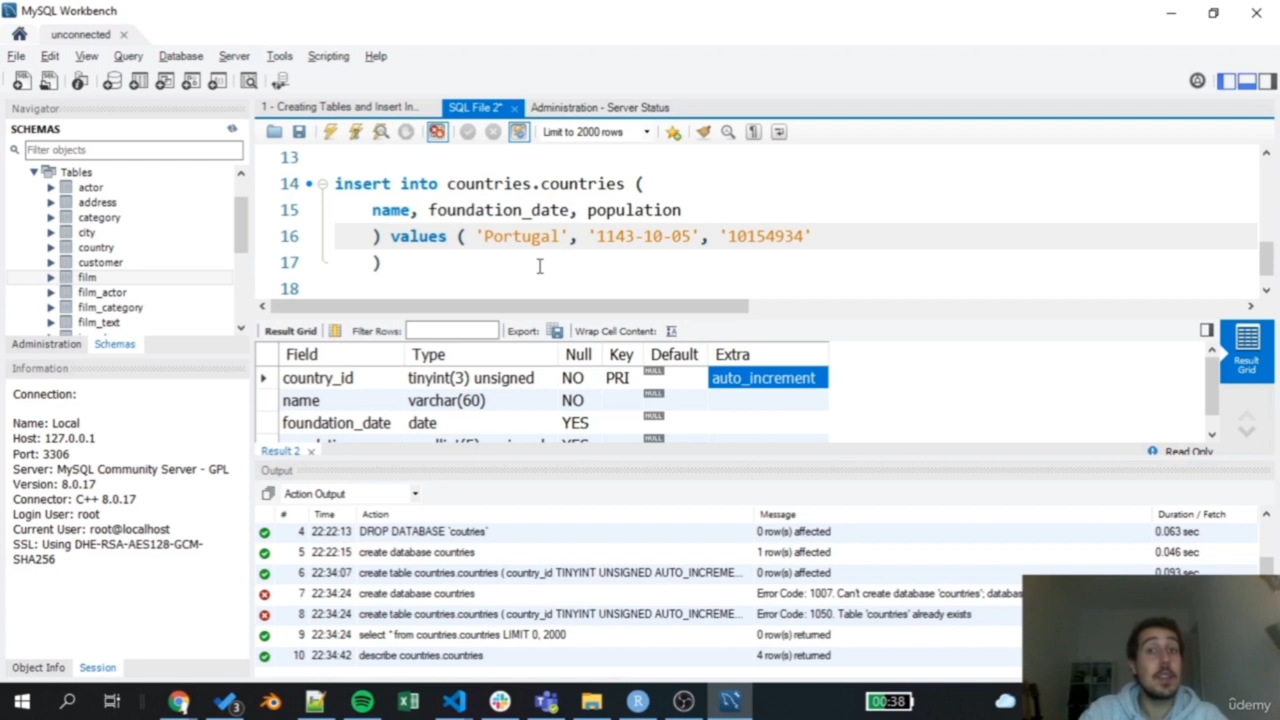 MySQL Workbench
unconnected
File Edit View Query Database Server Tools Scripting Help
Navigator
SCHEMAS
Filter objects
Tables
actor
address
category
city
country
customer
film
film_actor
film_category
film_text
Administration Schemas
Information
Connection:
Name: Local
Host: 127.0.0.1
Port: 3306
Server: MySQL Community Server - GPL
Version: 8.0.17
Connector: C++ 8.0.17
Login User: root
Current User: root@localhost
SSL: Using DHE-RSA-AES128-GCM-
SHA256
Object Info Session
1 - Creating Tables and Insert In... SQL File 2* Administration - Server Status
Limit to 2000 rows
13
14 insert into countries.countries (
15 name, foundation_date, population
16 ) values ( 'Portugal', '1143-10-05', '10154934'
17 )
18
Result Grid Filter Rows: Export: Wrap Cell Content:
Field Type Null Key Default Extra
country_id tinyint(3) unsigned NO PRI NULL auto_increment
name varchar(60) NO NULL
foundation_date date YES NULL
NULL
Result Grid
Result 2 Read Only
Output
Action Output
# Time Action Message Duration / Fetch
4 22:22:13 DROP DATABASE `coutries` 0 row(s) affected 0.063 sec
5 22:22:15 create database countries 1 row(s) affected 0.046 sec
6 22:34:07 create table countries.countries ( country_id TINYINT UNSIGNED AUTO_INCREME... 0 row(s) affected 0.093 sec
7 22:34:24 create database countries Error Code: 1007. Can't create database 'countries'; databas
8 22:34:24 create table countries.countries ( country_id TINYINT UNSIGNED AUTO_INCREME... Error Code: 1050. Table 'countries' already exists
9 22:34:24 select * from countries.countries LIMIT 0, 2000 0 row(s) returned
10 22:34:42 describe countries.countries 4 row(s) returned
3
00:38
ûdemy